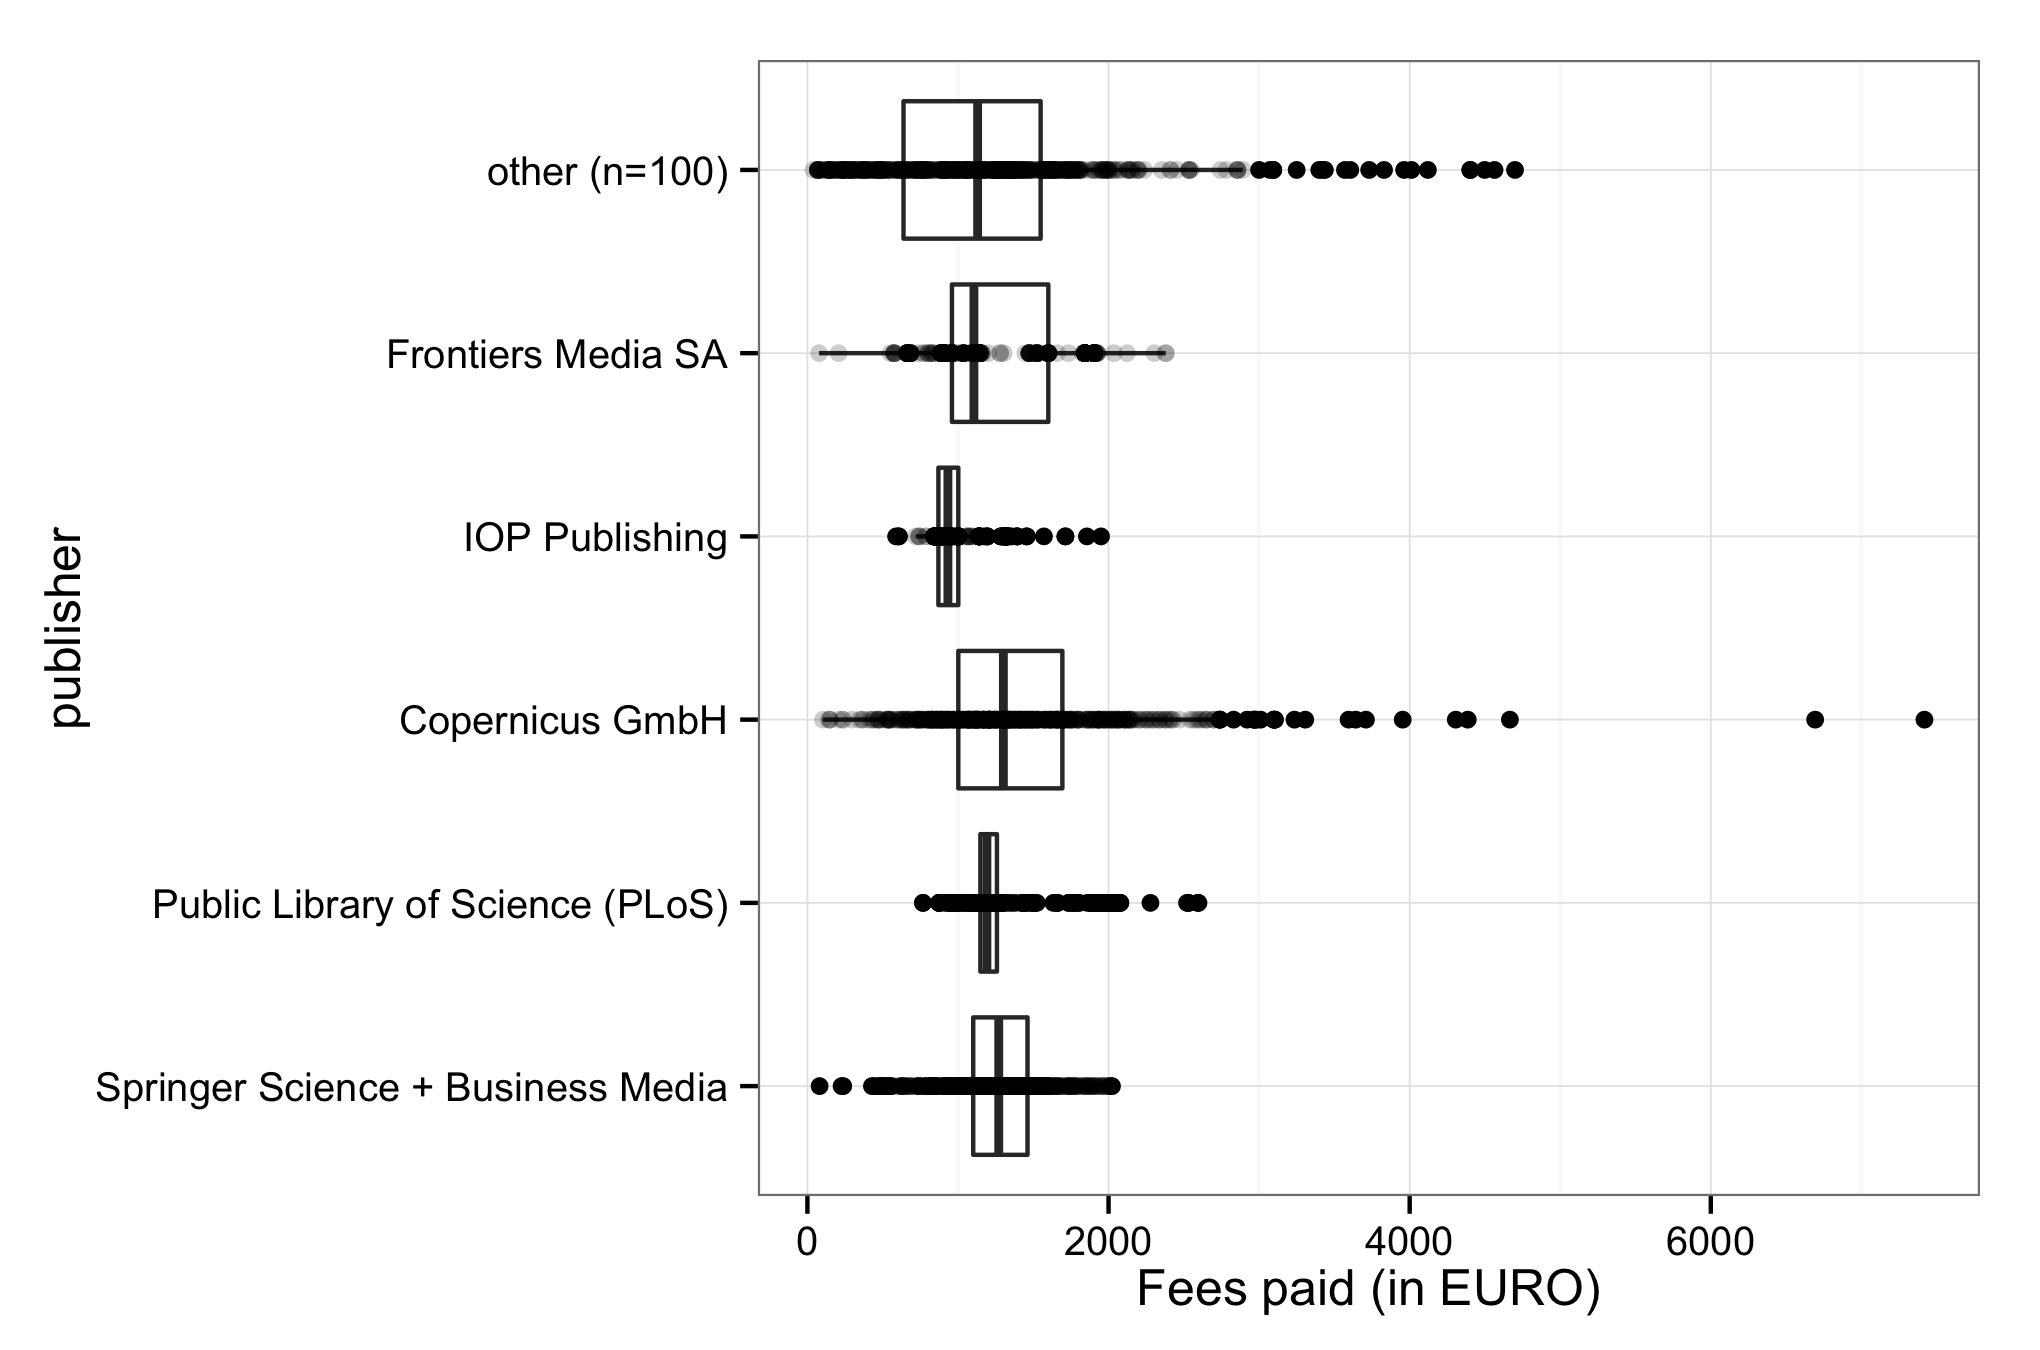 publisher
other (n=100)
Frontiers Media SA
IOP Publishing
Copernicus GmbH
Public Library of Science (PLoS)
Springer Science + Business Media
0 2000 4000 6000
Fees paid (in EURO)